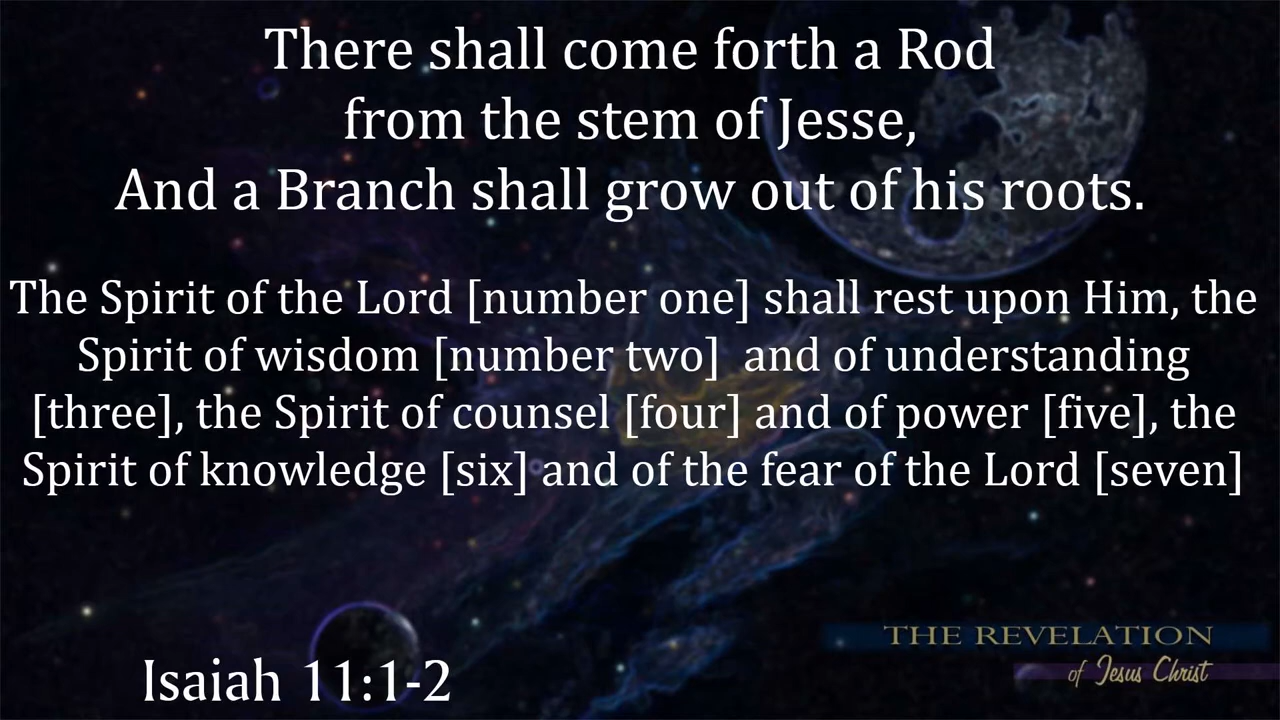 There shall come forth a Rod
from the stem of Jesse,
And a Branch shall grow out of his roots.
The Spirit of the Lord [number one] shall rest upon Him, the
Spirit of wisdom [number two]  and of understanding
[three], the Spirit of counsel [four] and of power [five], the
Spirit of knowledge [six] and of the fear of the Lord [seven]
THE REVELATION
of Jesus Christ
Isaiah 11:1-2